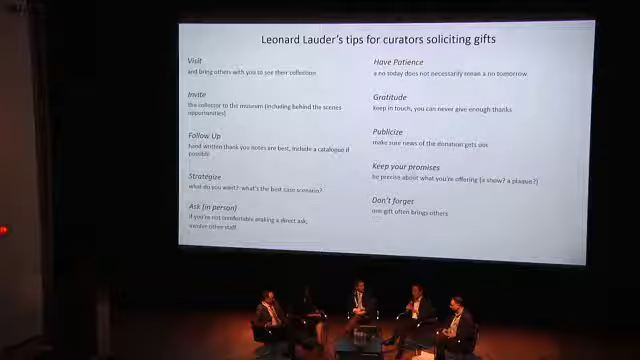 Leonard Lauder's tips for curators soliciting gifts
Visit
and bring others with you to see their collection
Invite
the collector to the museum (including behind the scenes
opportunities)
Follow Up
hand written thank you notes are best, include a catalogue if
possible
Strategize
what do you want? what's the best case scenario?
Ask (in person)
if you're not comfortable making a direct ask,
involve other staff
Have Patience
a no today does not necessarily mean a no tomorrow
Gratitude
keep in touch, you can never give enough thanks
Publicize
make sure news of the donation gets out
Keep your promises
be precise about what you're offering (a show? a plaque?)
Don't forget
one gift often brings others